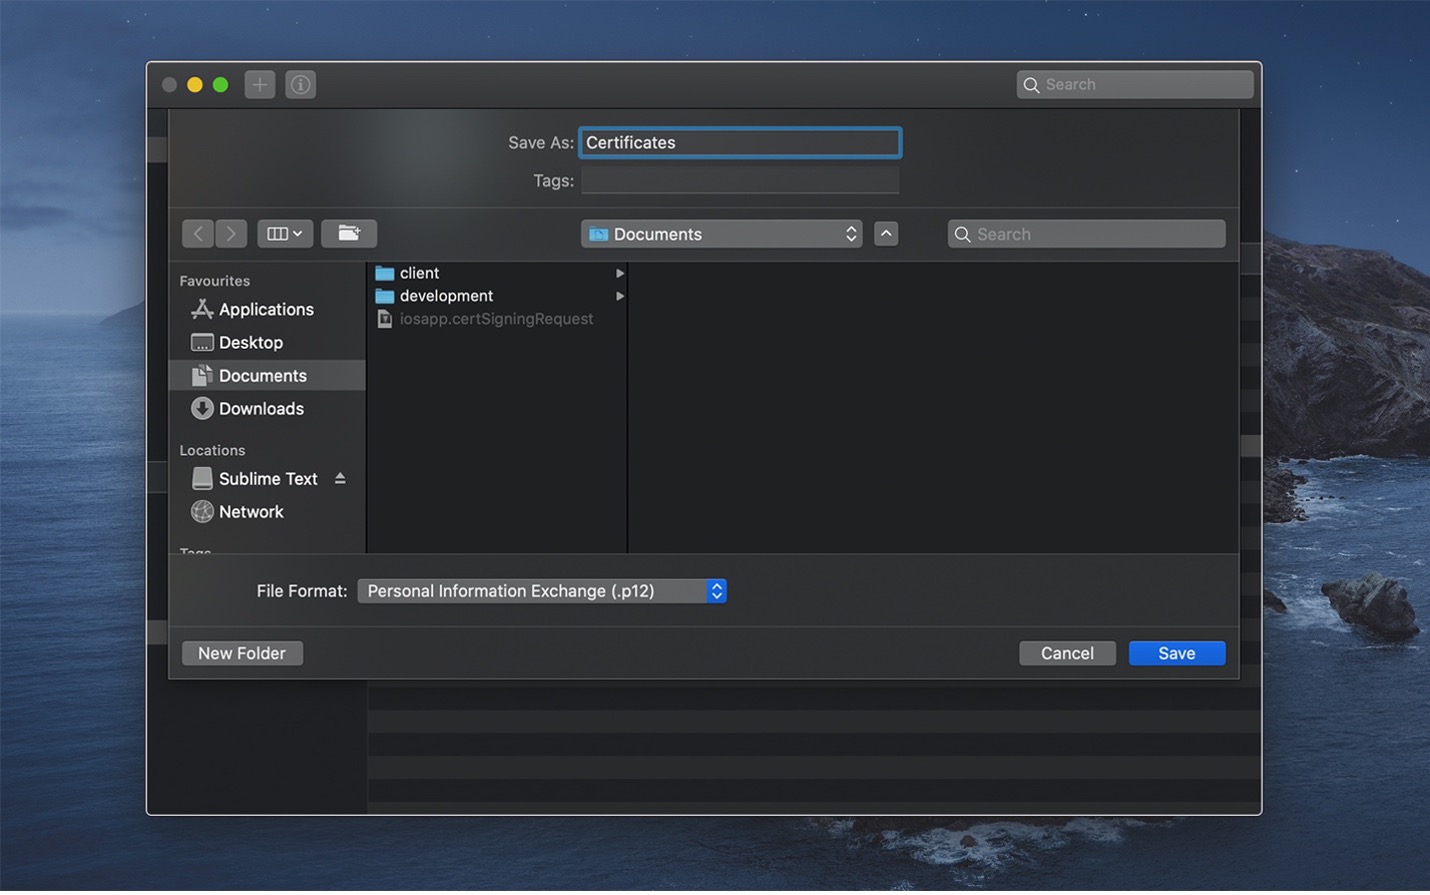 Search
Save As: Certificates
Tags:
Documents
Search
Favourites
Applications
Desktop
Documents
Downloads
Locations
Sublime Text
Network
Tags
client
development
iosapp.certSigningRequest
File Format: Personal Information Exchange (.p12)
New Folder
Cancel
Save